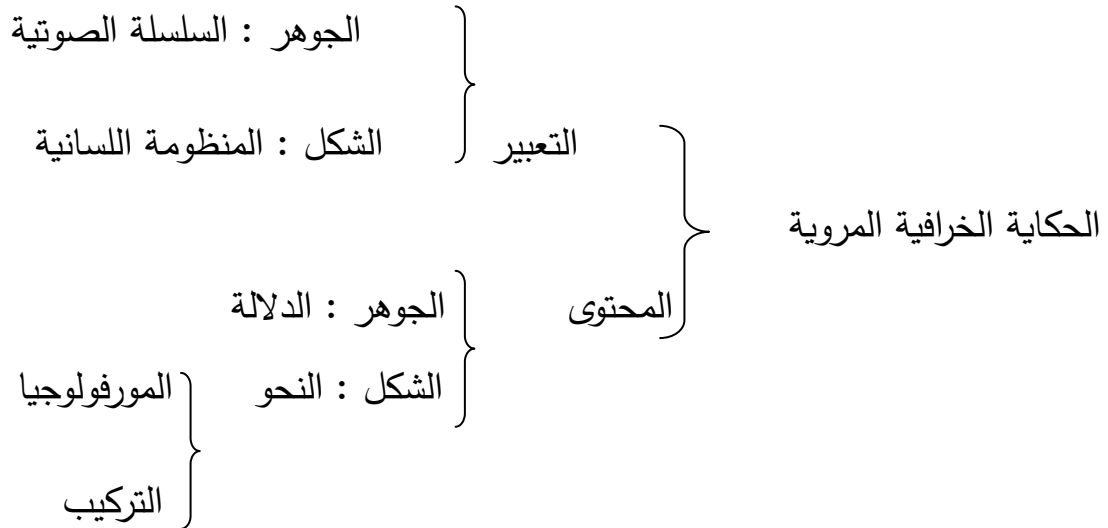 الجوهر : السلسلة الصوتية
التعبير الشكل : المنظومة اللسانية
الحكاية الخرافية المروية
المحتوى الجوهر : الدلالة
الشكل : النحو المورفولوجيا
التركيب